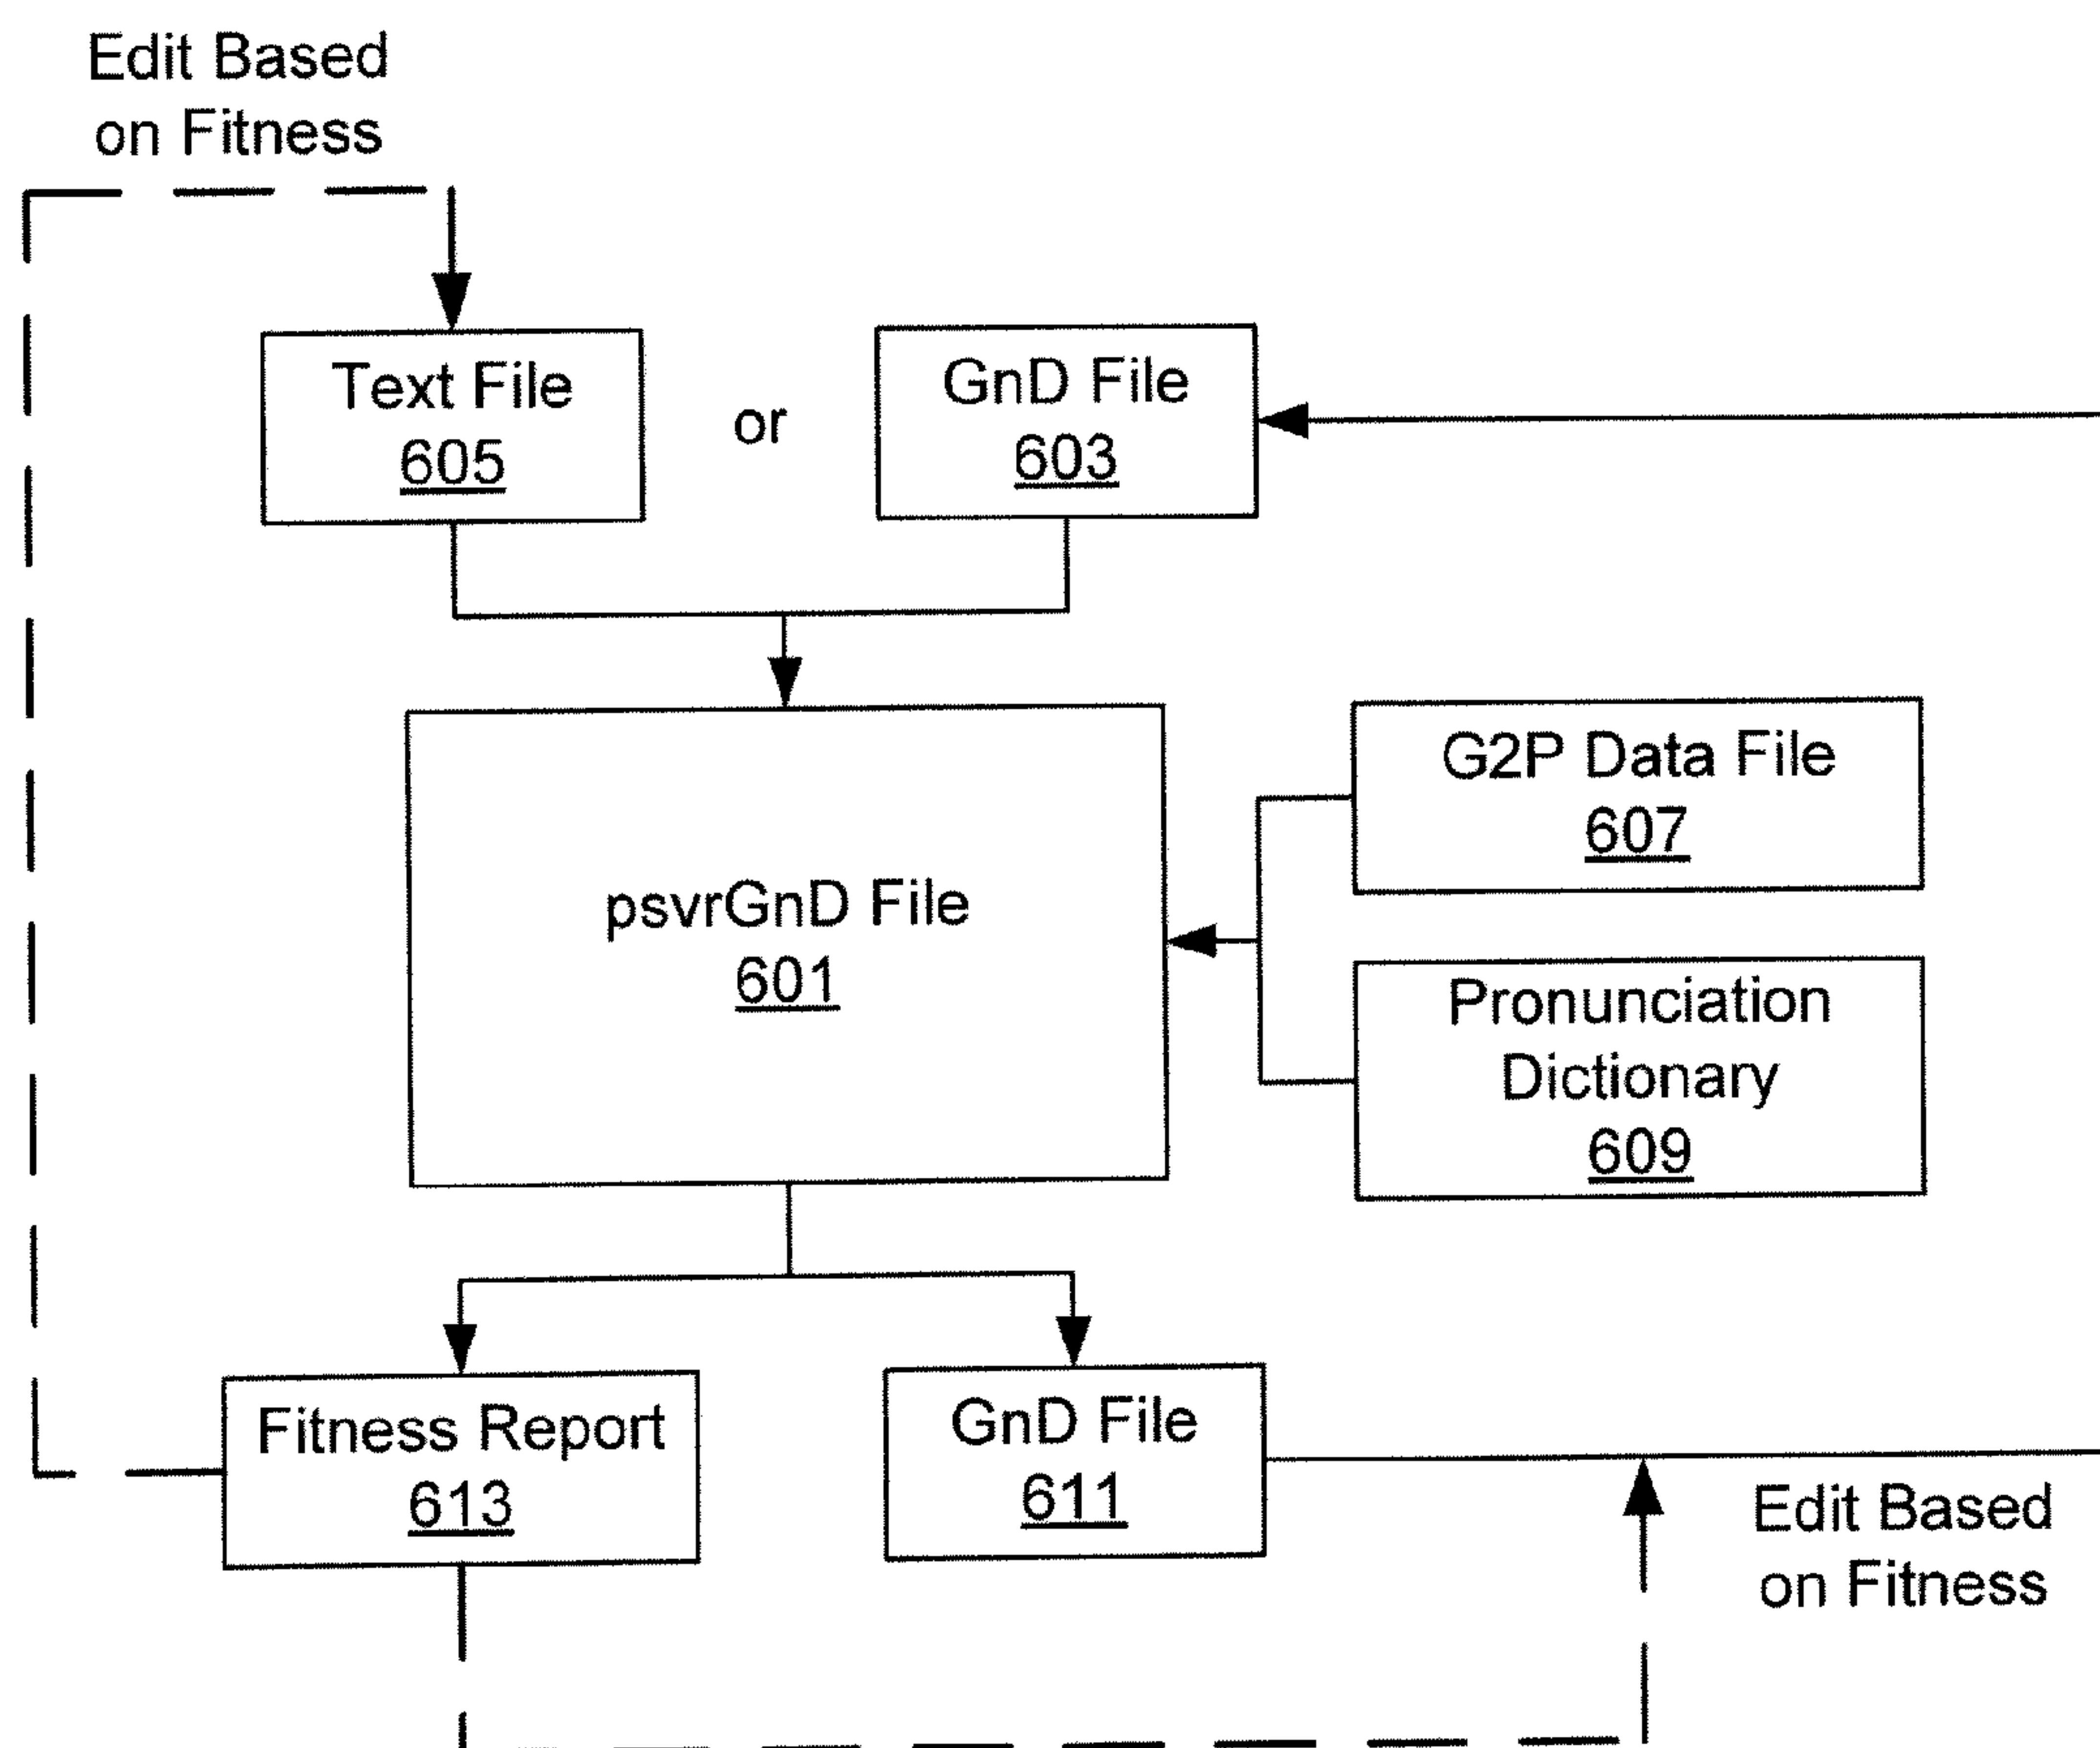 Edit Based
on Fitness
Text File
605
or
GnD File
603
G2P Data File
607
psvrGnD File
601
Pronunciation
Dictionary
609
Fitness Report
613
GnD File
611
Edit Based
on Fitness